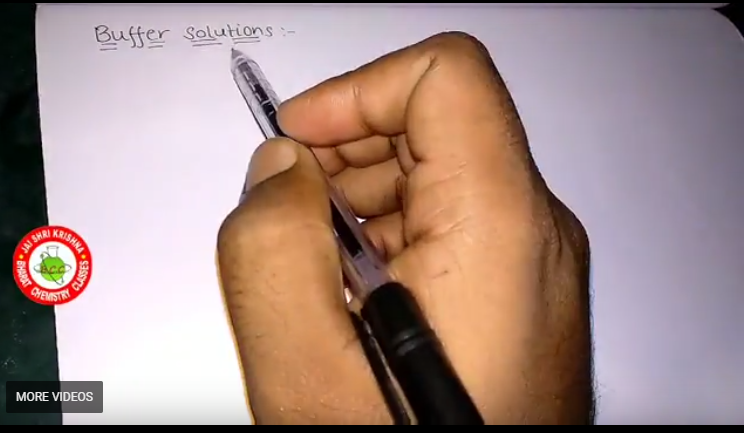 Buffer solutions :-
JAI SHRI KRISHNA
B.C.C
BHARAT CHEMISTRY CLASSES
MORE VIDEOS